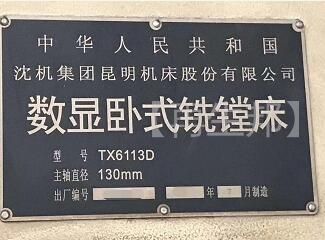 中华人民共和国
沈机集团昆明机床股份有限公司
数显卧式铣镗床
型号 TX6113D
主轴直径 130mm
出厂编号 年 月制造